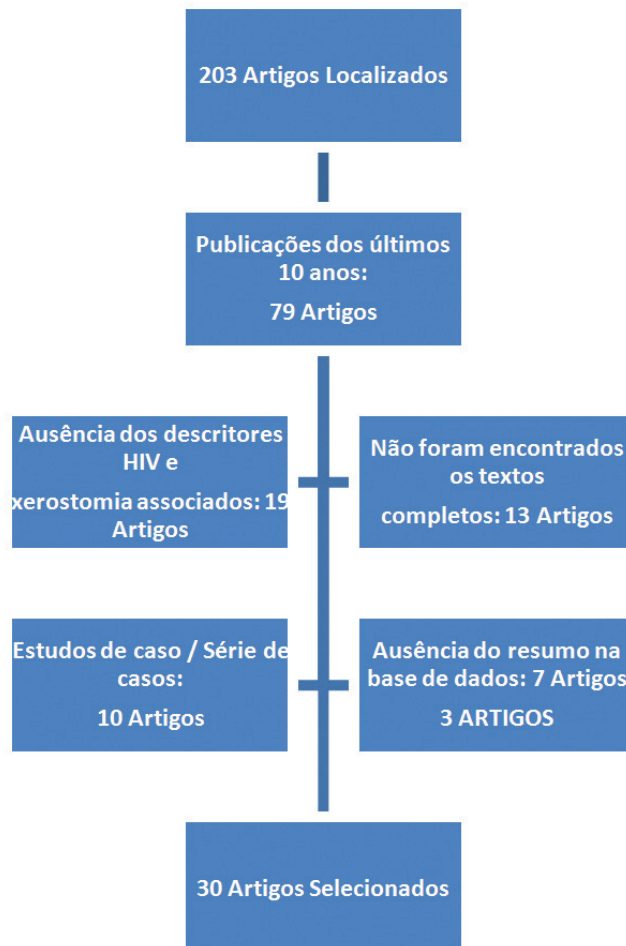 203 Artigos Localizados
Publicações dos últimos
10 anos:
79 Artigos
Ausência dos descritores
HIV e
xerostomia associados: 19
Artigos
Não foram encontrados
os textos
completos: 13 Artigos
Estudos de caso / Série de
casos:
10 Artigos
Ausência do resumo na
base de dados: 7 Artigos
3 ARTIGOS
30 Artigos Selecionados